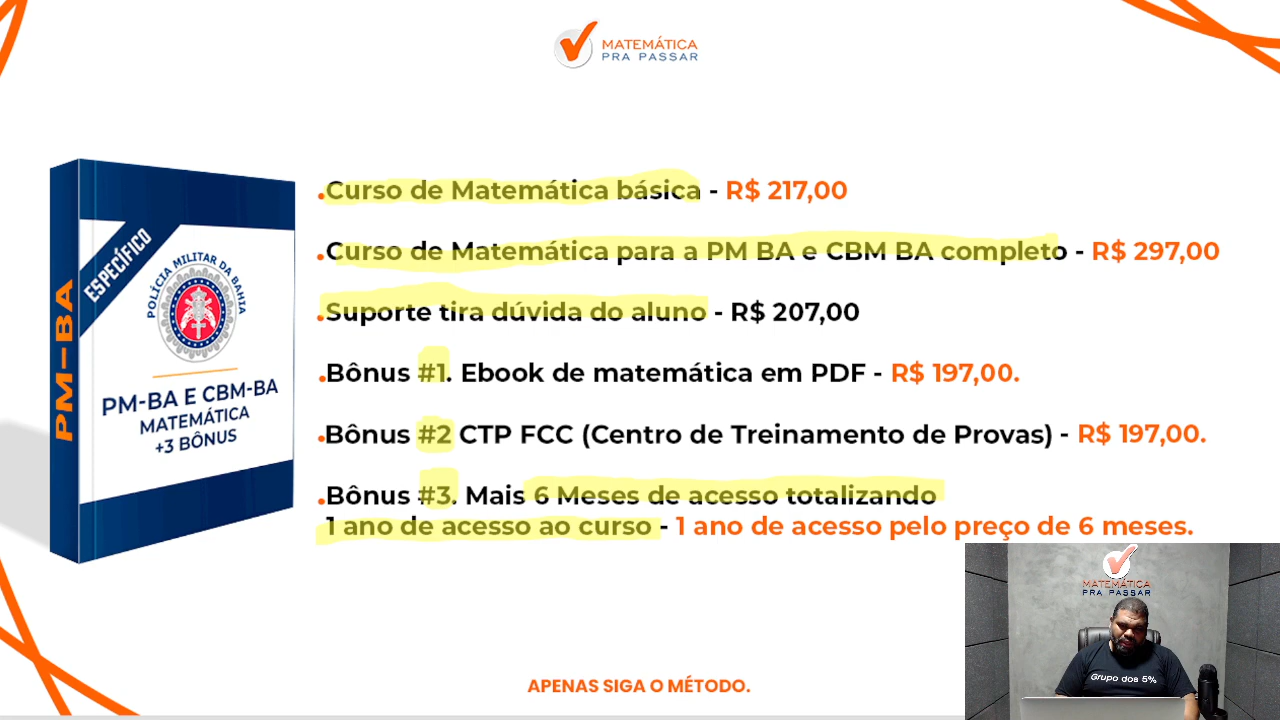 MATEMÁTICA
PRA PASSAR
•Curso de Matemática básica - R$ 217,00
•Curso de Matemática para a PM BA e CBM BA completo - R$ 297,00
•Suporte tira dúvida do aluno - R$ 207,00
•Bônus #1. Ebook de matemática em PDF - R$ 197,00.
•Bônus #2 CTP FCC (Centro de Treinamento de Provas) - R$ 197,00.
•Bônus #3. Mais 6 Meses de acesso totalizando
1 ano de acesso ao curso - 1 ano de acesso pelo preço de 6 meses.
PM-BA
ESPECÍFICO
POLÍCIA MILITAR DA BAHIA
PM-BA E CBM-BA
MATEMÁTICA
+3 BÔNUS
MATEMÁTICA
PRA PASSAR
Grupo dos 5%
APENAS SIGA O MÉTODO.